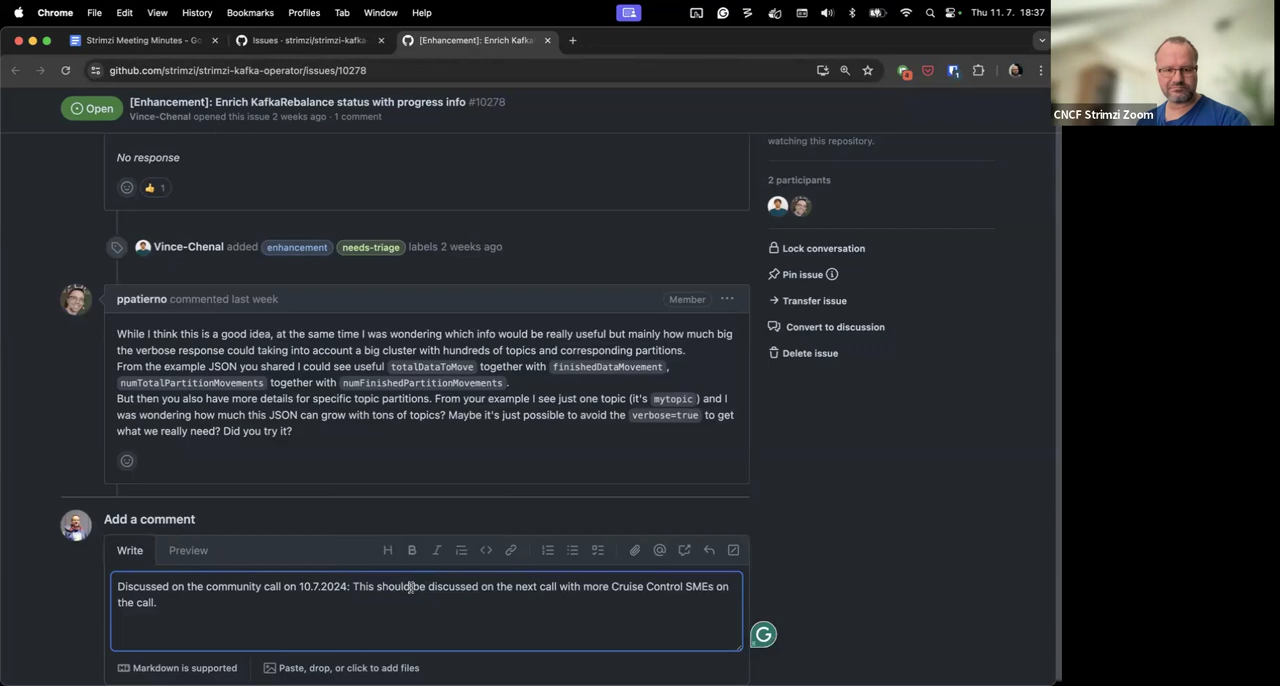 Chrome File Edit View History Bookmarks Profiles Tab Window Help Thu 11. 7. 18:37
Strimzi Meeting Minutes – Go Issues · strimzi/strimzi-kafka- [Enhancement]: Enrich Kafka
github.com/strimzi/strimzi-kafka-operator/issues/10278
Open
[Enhancement]: Enrich KafkaRebalance status with progress info #10278
Vince-Chenal opened this issue 2 weeks ago · 1 comment
CNCF Strimzi Zoom
No response
👍 1
Vince-Chenal added enhancement needs-triage labels 2 weeks ago
ppatierno commented last week Member
While I think this is a good idea, at the same time I was wondering which info would be really useful but mainly how much big
the verbose response could taking into account a big cluster with hundreds of topics and corresponding partitions.
From the example JSON you shared I could see useful totalDataToMove together with finishedDataMovement,
numTotalPartitionMovements together with numFinishedPartitionMovements.
But then you also have more details for specific topic partitions. From your example I see just one topic (it's mytopic) and I
was wondering how much this JSON can grow with tons of topics? Maybe it's just possible to avoid the verbose=true to get
what we really need? Did you try it?
Add a comment
Write Preview
Discussed on the community call on 10.7.2024: This should be discussed on the next call with more Cruise Control SMEs on
the call.
Markdown is supported Paste, drop, or click to add files
watching this repository.
2 participants
Lock conversation
Pin issue
Transfer issue
Convert to discussion
Delete issue